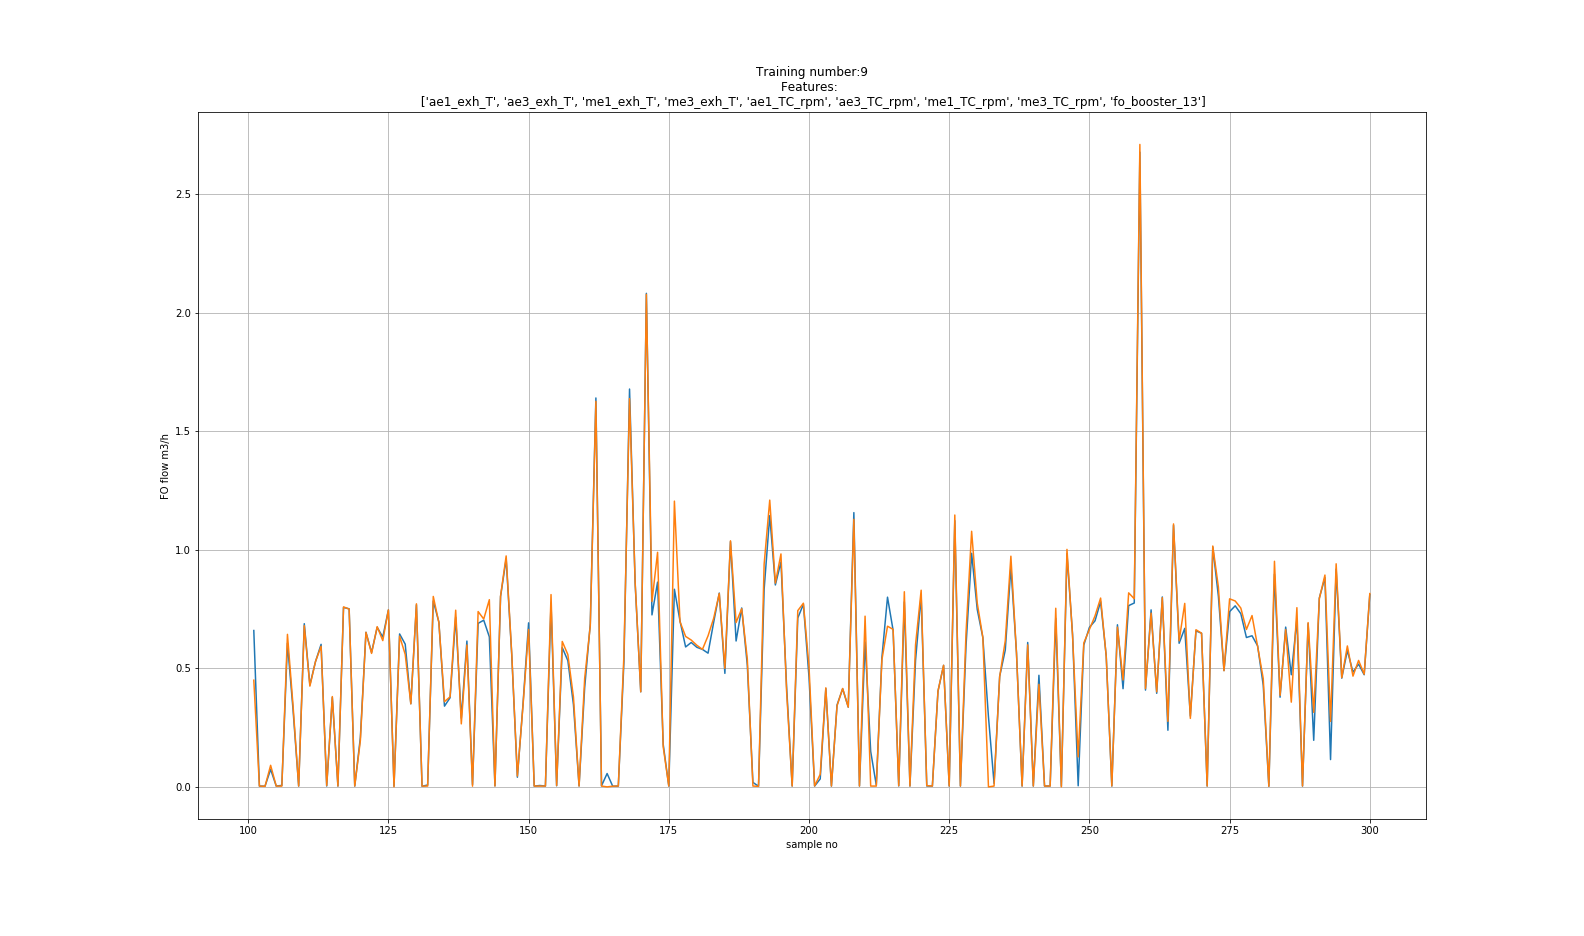 Training number:9
Features:
['ae1_exh_T', 'ae3_exh_T', 'me1_exh_T', 'me3_exh_T', 'ae1_TC_rpm', 'ae3_TC_rpm', 'me1_TC_rpm', 'me3_TC_rpm', 'fo_booster_13']
2.5
2.0
1.5
1.0
0.5
0.0
FO flow m3/h
100 125 150 175 200 225 250 275 300
sample no